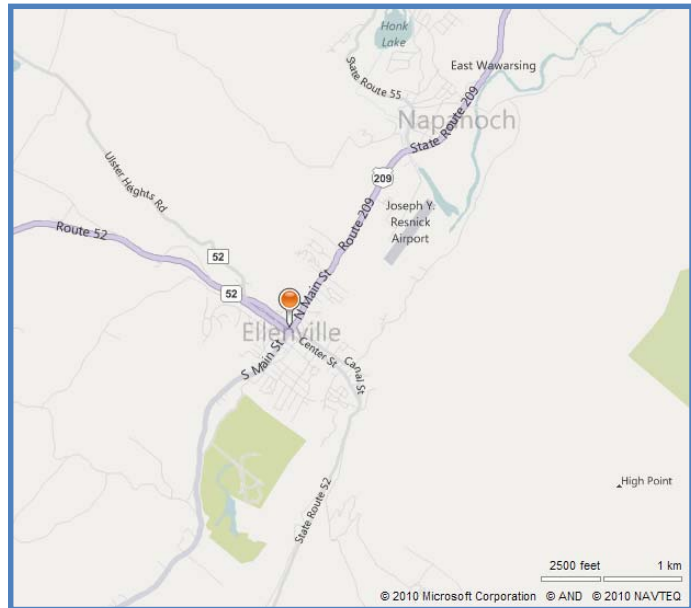 Honk
Lake
East Wawarsing
State Route 55
Napanoch
State Route 209
209
Ulster Heights Rd
Joseph Y.
Resnick
Airport
Route 209
Route 52
52
52
N Main St
Ellenville
Center St
S Main St
Canal St
High Point
State Route 52
2500 feet
1 km
© 2010 Microsoft Corporation © AND © 2010 NAVTEQ